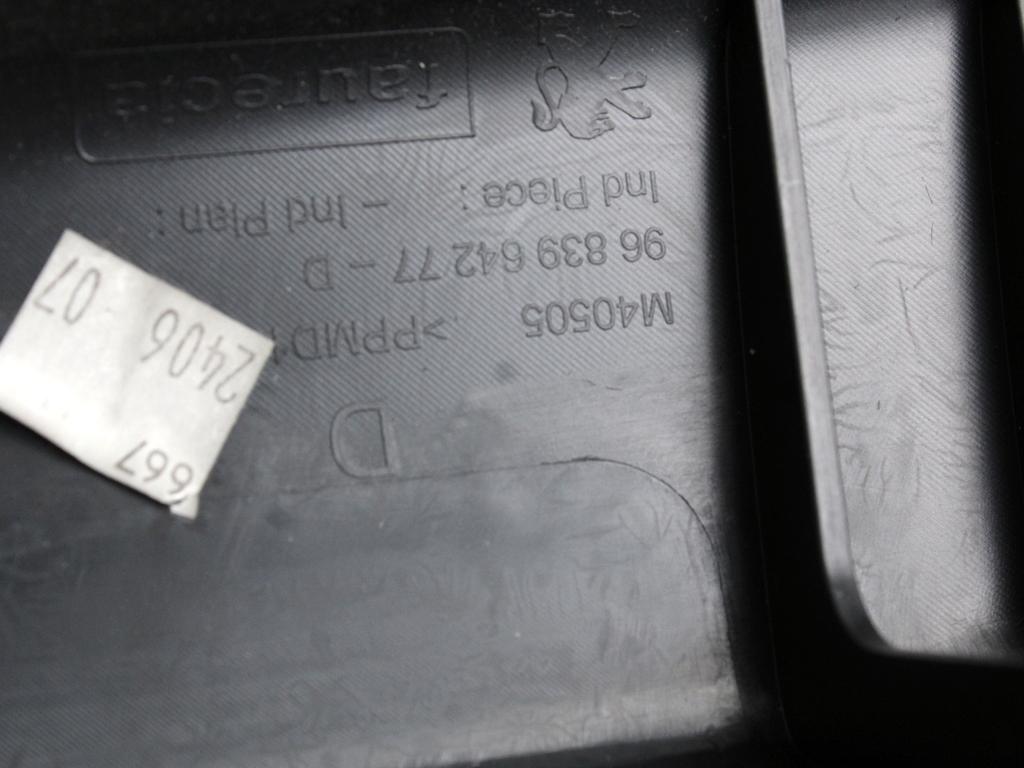 D
M40505 >PPMD
96 839 642 77 - D
Ind Piece : - Ind Plan :
faurecia
667
2406 07